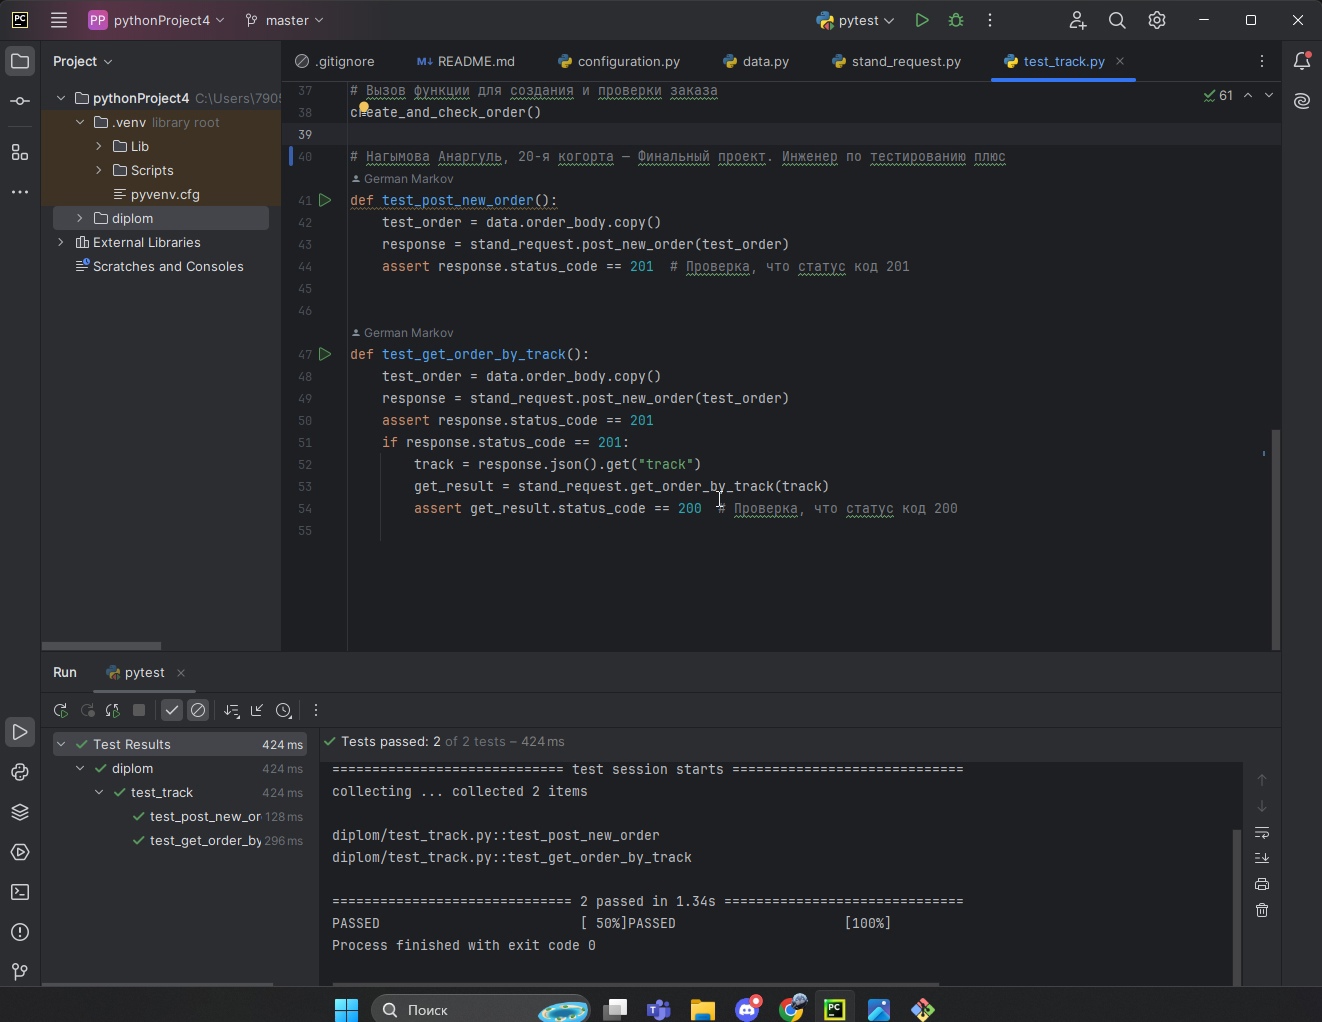 PC
PP pythonProject4
master
pytest
Project
.gitignore
M↓ README.md
configuration.py
data.py
stand_request.py
test_track.py
pythonProject4 C:\Users\790
.venv library root
Lib
Scripts
pyvenv.cfg
diplom
External Libraries
Scratches and Consoles
61
37 # Вызов функции для создания и проверки заказа
38 create_and_check_order()
39
40 # Нагымова Анаргуль, 20-я когорта — Финальный проект. Инженер по тестированию плюс
German Markov
41 def test_post_new_order():
42 test_order = data.order_body.copy()
43 response = stand_request.post_new_order(test_order)
44 assert response.status_code == 201 # Проверка, что статус код 201
45
46
German Markov
47 def test_get_order_by_track():
48 test_order = data.order_body.copy()
49 response = stand_request.post_new_order(test_order)
50 assert response.status_code == 201
51 if response.status_code == 201:
52 track = response.json().get("track")
53 get_result = stand_request.get_order_by_track(track)
54 assert get_result.status_code == 200 # Проверка, что статус код 200
55
Run
pytest
Test Results 424 ms
diplom 424 ms
test_track 424 ms
test_post_new_or 128 ms
test_get_order_by 296 ms
Tests passed: 2 of 2 tests – 424 ms
============================= test session starts =============================
collecting ... collected 2 items
diplom/test_track.py::test_post_new_order
diplom/test_track.py::test_get_order_by_track
============================== 2 passed in 1.34s ==============================
PASSED [ 50%]PASSED [100%]
Process finished with exit code 0
Поиск
PC